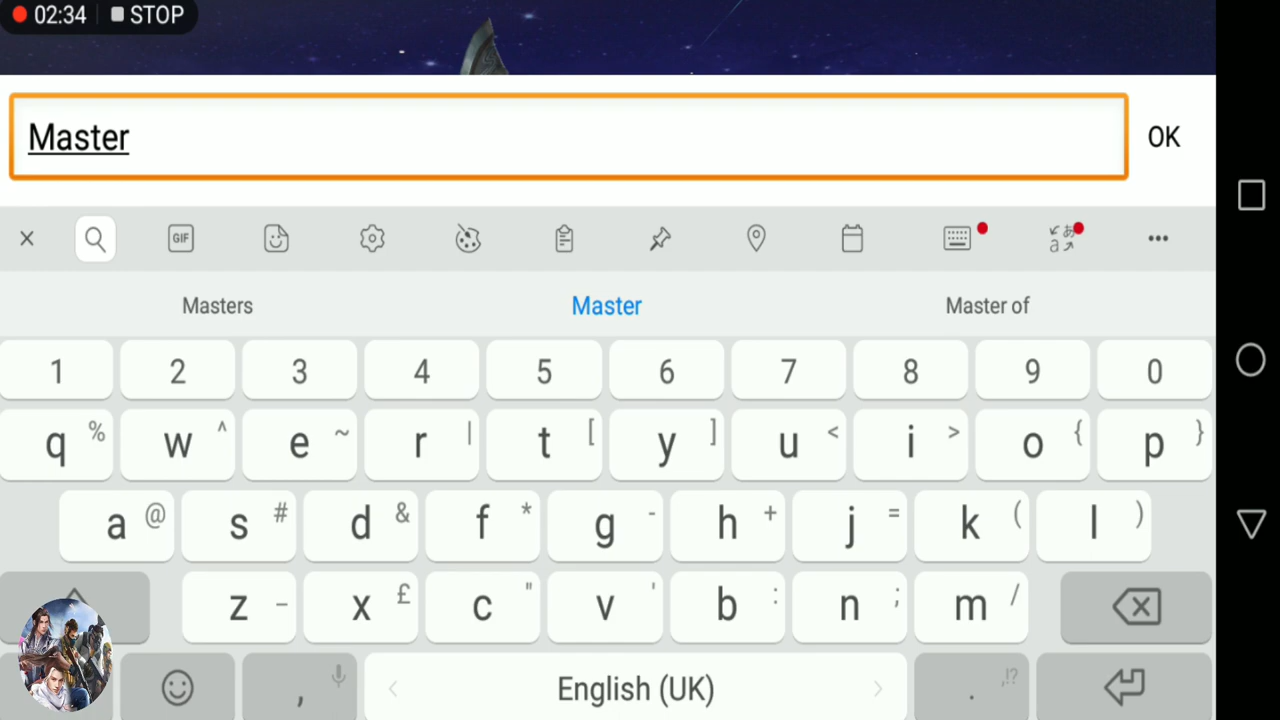 02:34 STOP
Master OK
GIF あ a
Masters Master Master of
1 2 3 4 5 6 7 8 9 0
q % w ^ e ~ r | t [ y ] u < i > o { p }
a @ s # d & f * g - h + j = k ( l )
z _ x £ c " v ' b : n ; m /
, < English (UK) > . ,!?